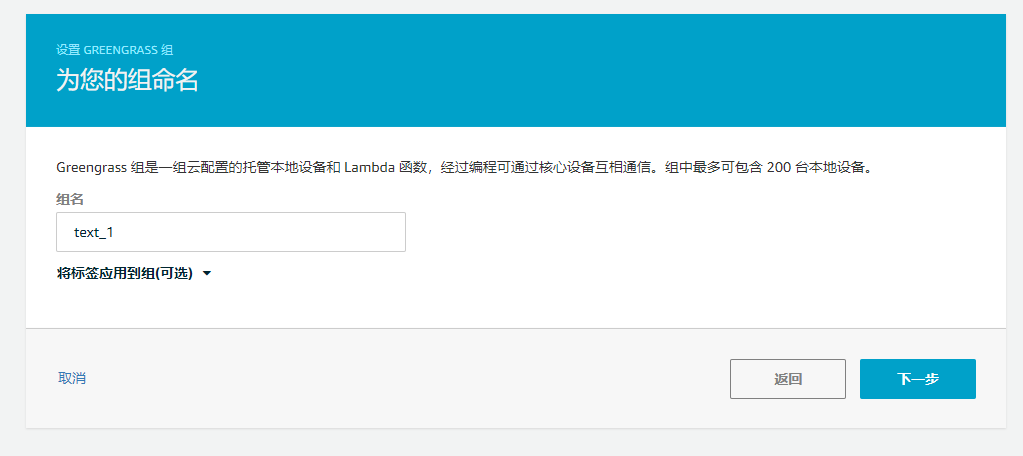 设置 GREENGRASS 组
为您的组命名
Greengrass 组是一组云配置的托管本地设备和 Lambda 函数，经过编程可通过核心设备互相通信。组中最多可包含 200 台本地设备。
组名
text_1
将标签应用到组(可选)
取消
返回
下一步